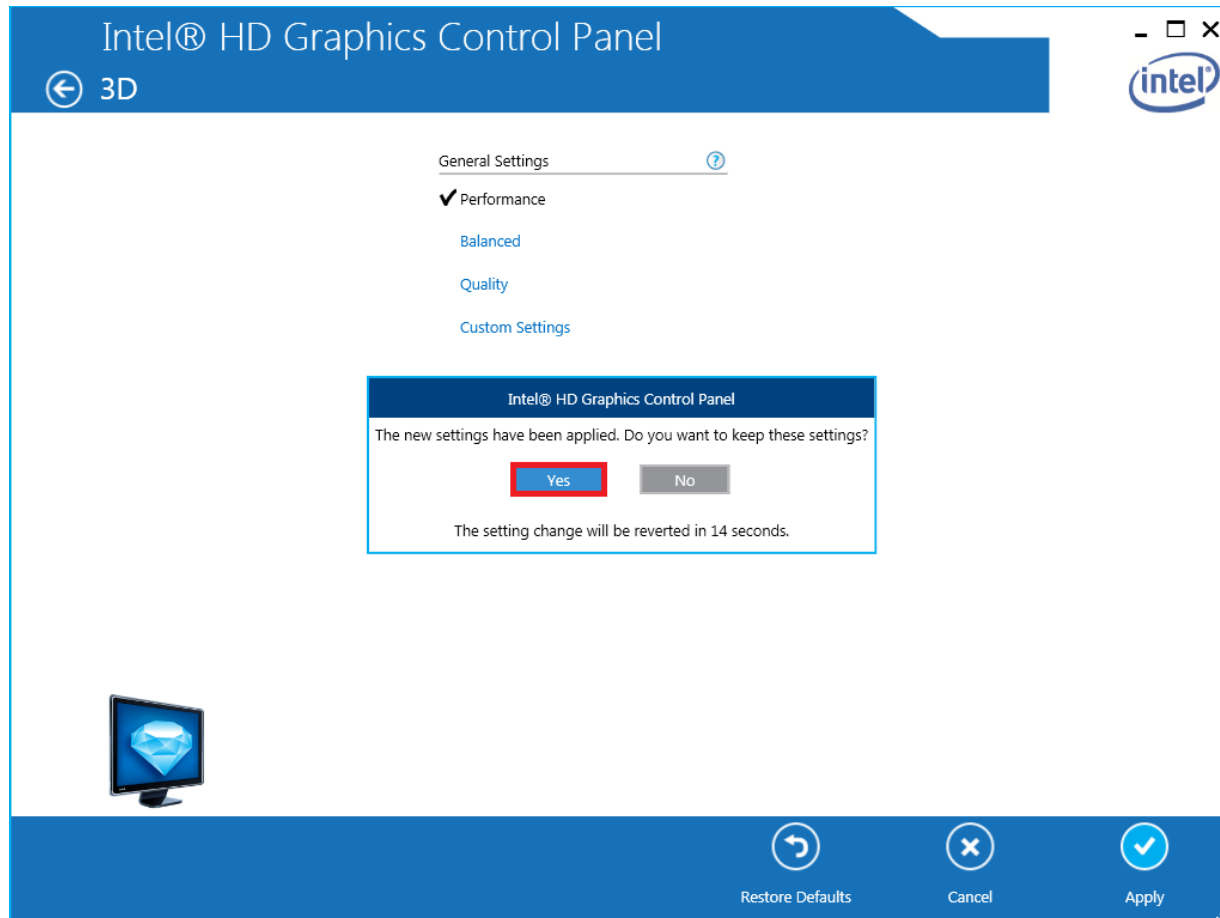 Intel® HD Graphics Control Panel
intel®
3D
General Settings ?
Performance
Balanced
Quality
Custom Settings
Intel® HD Graphics Control Panel
The new settings have been applied. Do you want to keep these settings?
Yes No
The setting change will be reverted in 14 seconds.
Restore Defaults Cancel Apply